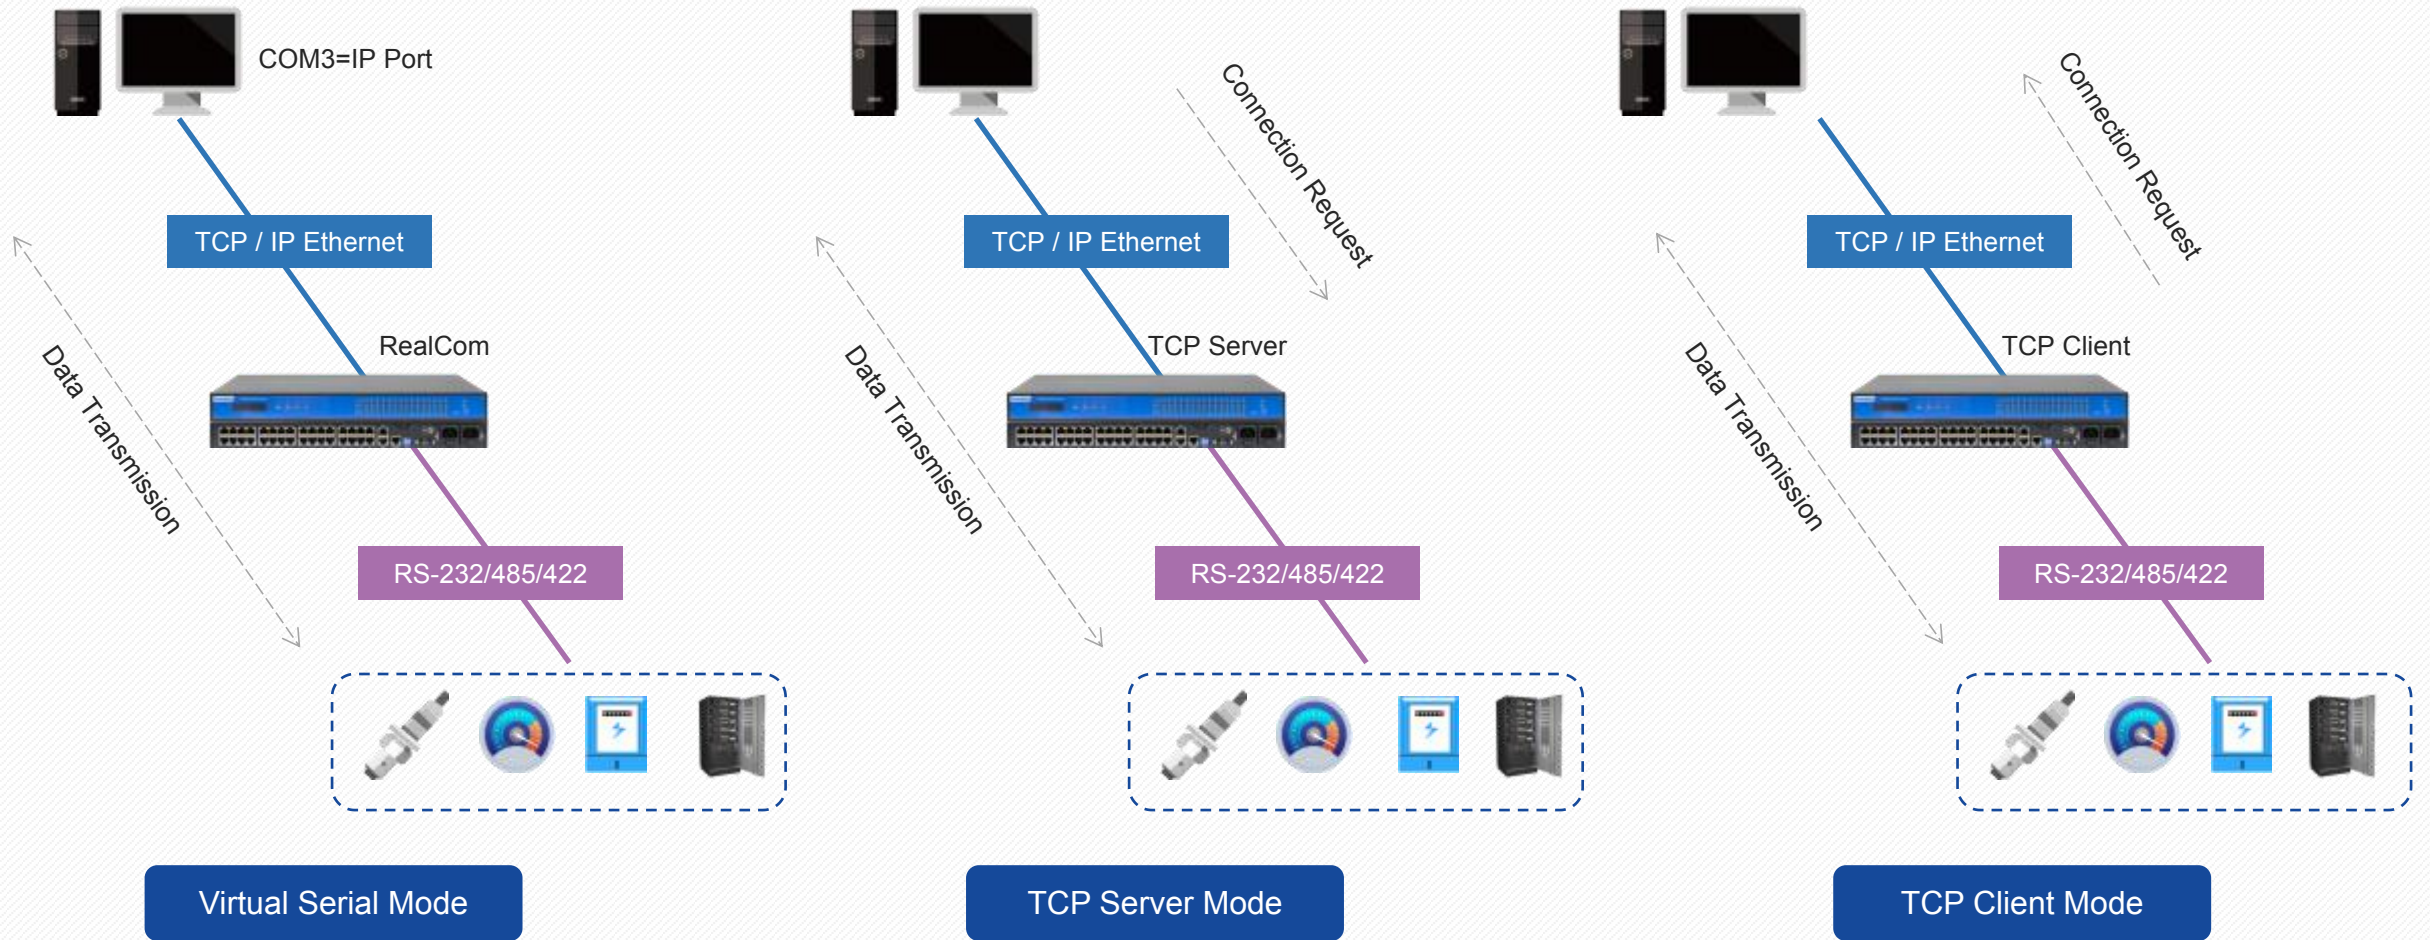 COM3=IP Port
TCP / IP Ethernet
RealCom
Data Transmission
RS-232/485/422
Virtual Serial Mode
Connection Request
TCP / IP Ethernet
TCP Server
Data Transmission
RS-232/485/422
TCP Server Mode
Connection Request
TCP / IP Ethernet
TCP Client
Data Transmission
RS-232/485/422
TCP Client Mode